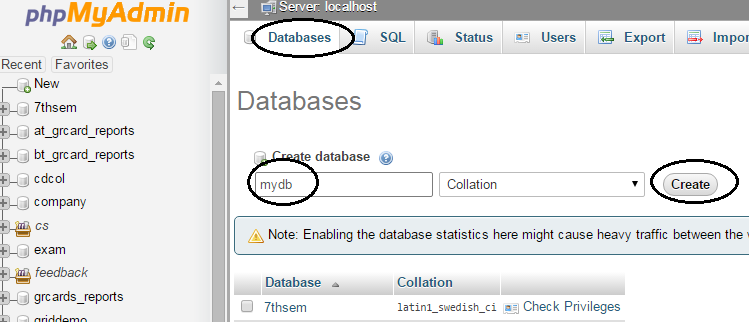 phpMyAdmin
Recent Favorites
New
7thsem
at_grcard_reports
bt_grcard_reports
cdcol
company
cs
exam
feedback
grcards_reports
griddemo
Server: localhost
Databases SQL Status Users Export Impor
Databases
Create database
mydb Collation Create
Note: Enabling the database statistics here might cause heavy traffic between the
Database Collation
7thsem latin1_swedish_ci Check Privileges